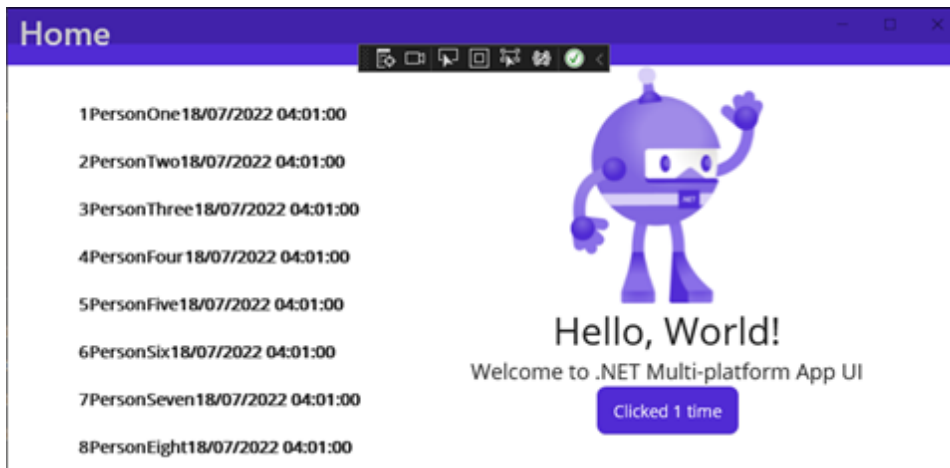 Home
1PersonOne18/07/2022 04:01:00
2PersonTwo18/07/2022 04:01:00
3PersonThree18/07/2022 04:01:00
4PersonFour18/07/2022 04:01:00
5PersonFive18/07/2022 04:01:00
6PersonSix18/07/2022 04:01:00
7PersonSeven18/07/2022 04:01:00
8PersonEight18/07/2022 04:01:00
.NET
Hello, World!
Welcome to .NET Multi-platform App UI
Clicked 1 time